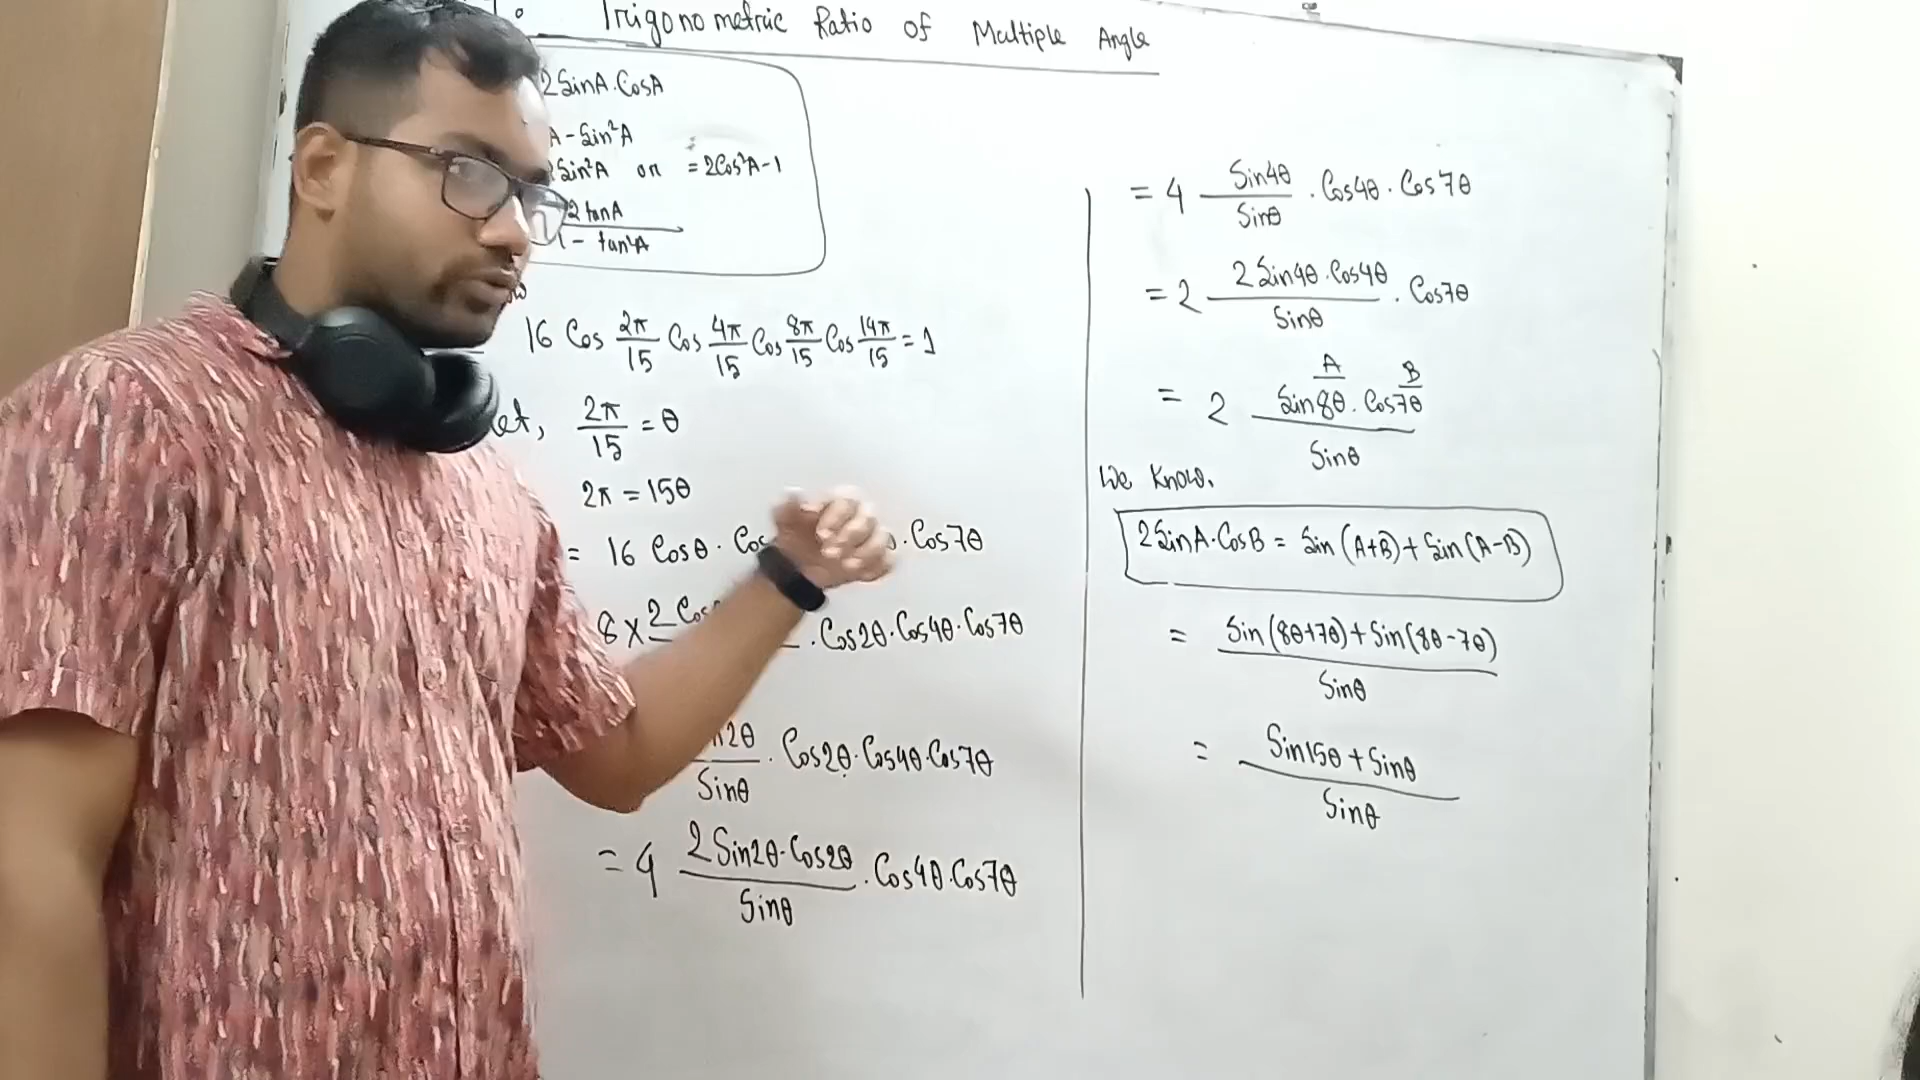 Trigonometric Ratio Of Multiple Angle
2SinA.CosA
A - Sin²A
Sin²A or = 2Cos²A-1
2tanA
1 - tan²A
16 Cos 2π/15 Cos 4π/15 Cos 8π/15 Cos 14π/15 = 1
et, 2π/15 = θ
2π = 15θ
= 16 Cosθ. Cos . Cos7θ
8 × 2 Cos . Cos2θ.Cos4θ.Cos7θ
n2θ/Sinθ . Cos2θ.Cos4θ.Cos7θ
= 4 2Sin2θ.Cos2θ/Sinθ . Cos4θ.Cos7θ
= 4 Sin4θ/Sinθ . Cos4θ. Cos7θ
= 2 2Sin4θ.Cos4θ/Sinθ . Cos7θ
A B
= 2 Sin8θ.Cos7θ/Sinθ
We Know,
2SinA.CosB = Sin(A+B)+Sin(A-B)
= Sin(8θ+7θ)+Sin(8θ-7θ)/Sinθ
= Sin15θ+Sinθ/Sinθ